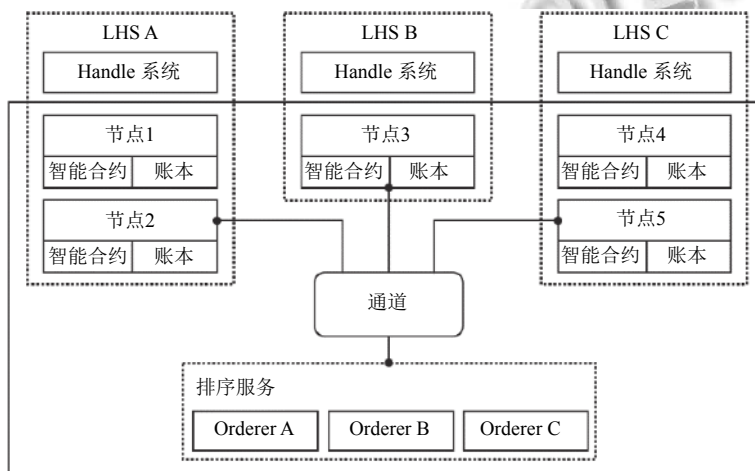 LHS A
Handle 系统
节点1
智能合约 账本
节点2
智能合约 账本
LHS B
Handle 系统
节点3
智能合约 账本
LHS C
Handle 系统
节点4
智能合约 账本
节点5
智能合约 账本
通道
排序服务
Orderer A
Orderer B
Orderer C